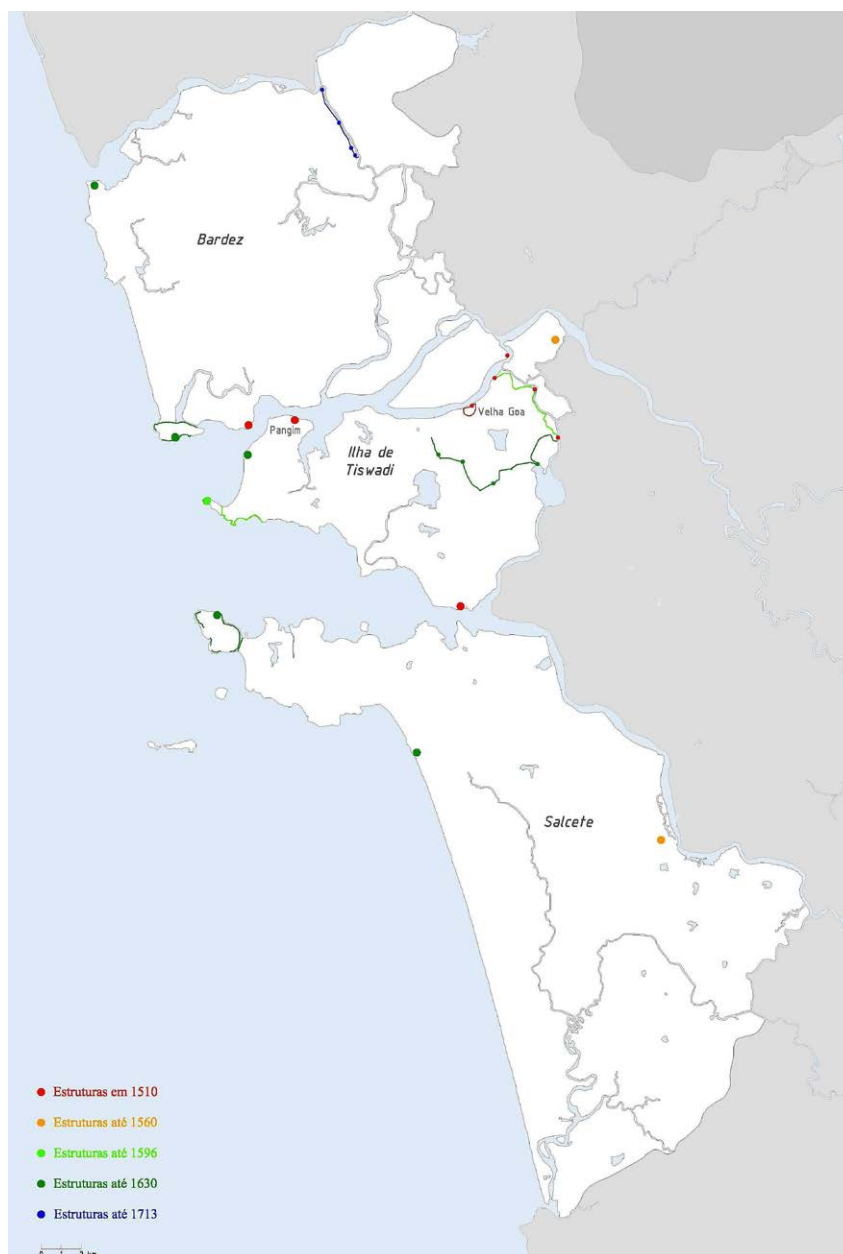 Bardez
Velha Goa
Pangim
Ilha de
Tiswadi
Salcete
Estruturas em 1510
Estruturas até 1560
Estruturas até 1596
Estruturas até 1630
Estruturas até 1713